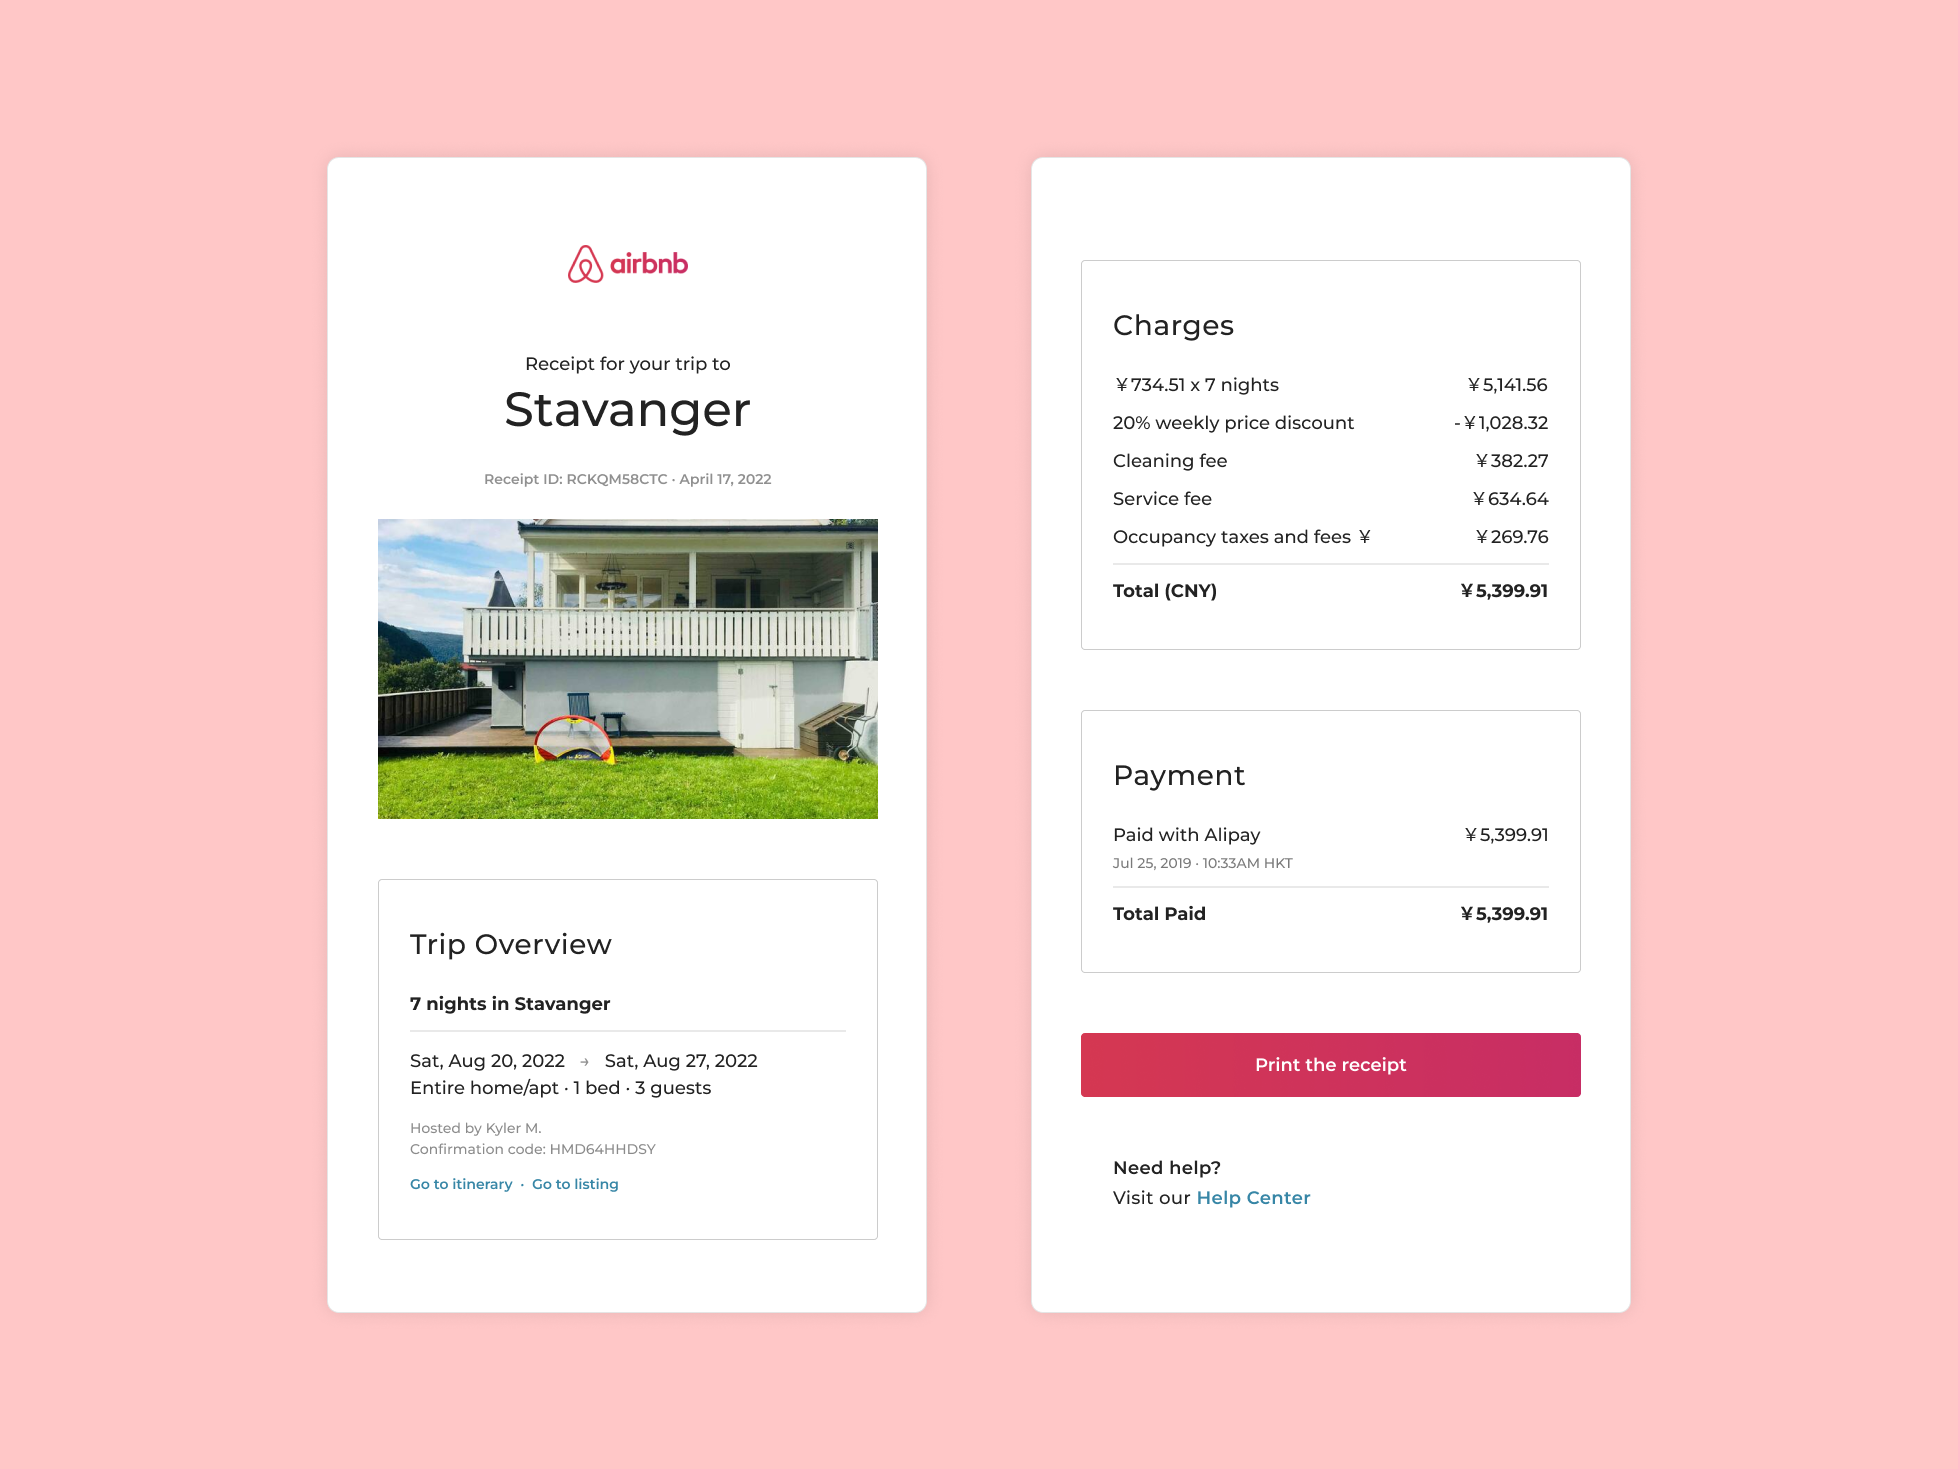 airbnb
Receipt for your trip to
Stavanger
Receipt ID: RCKQM58CTC · April 17, 2022
Trip Overview
7 nights in Stavanger
Sat, Aug 20, 2022 → Sat, Aug 27, 2022
Entire home/apt · 1 bed · 3 guests
Hosted by Kyler M.
Confirmation code: HMD64HHDSY
Go to itinerary · Go to listing
Charges
¥734.51 x 7 nights ¥5,141.56
20% weekly price discount -¥1,028.32
Cleaning fee ¥382.27
Service fee ¥634.64
Occupancy taxes and fees ¥ ¥269.76
Total (CNY) ¥5,399.91
Payment
Paid with Alipay ¥5,399.91
Jul 25, 2019 · 10:33AM HKT
Total Paid ¥5,399.91
Print the receipt
Need help?
Visit our Help Center